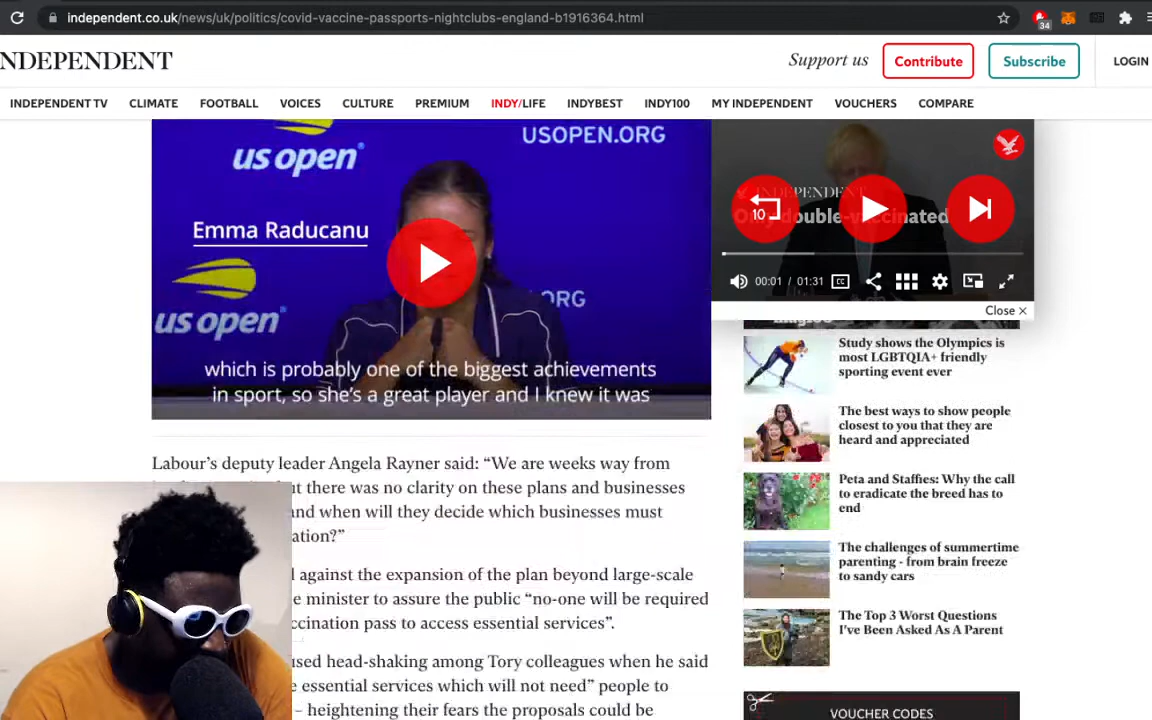 independent.co.uk/news/uk/politics/covid-vaccine-passports-nightclubs-england-b1916364.html
34
NDEPENDENT
Support us
Contribute
Subscribe
LOGIN
INDEPENDENT TV
CLIMATE
FOOTBALL
VOICES
CULTURE
PREMIUM
INDY/LIFE
INDYBEST
INDY100
MY INDEPENDENT
VOUCHERS
COMPARE
us open
USOPEN.ORG
Emma Raducanu
us open
ORG
which is probably one of the biggest achievements
in sport, so she's a great player and I knew it was
INDEPENDENT
Only double-vaccinated
10
00:01 / 01:31
CC
Close ×
Study shows the Olympics is
most LGBTQIA+ friendly
sporting event ever
The best ways to show people
closest to you that they are
heard and appreciated
Peta and Staffies: Why the call
to eradicate the breed has to
end
The challenges of summertime
parenting - from brain freeze
to sandy cars
The Top 3 Worst Questions
I've Been Asked As A Parent
VOUCHER CODES
Labour's deputy leader Angela Rayner said: "We are weeks way from
ut there was no clarity on these plans and businesses
nd when will they decide which businesses must
ation?"
l against the expansion of the plan beyond large-scale
e minister to assure the public "no-one will be required
ccination pass to access essential services".
used head-shaking among Tory colleagues when he said
e essential services which will not need" people to
– heightening their fears the proposals could be